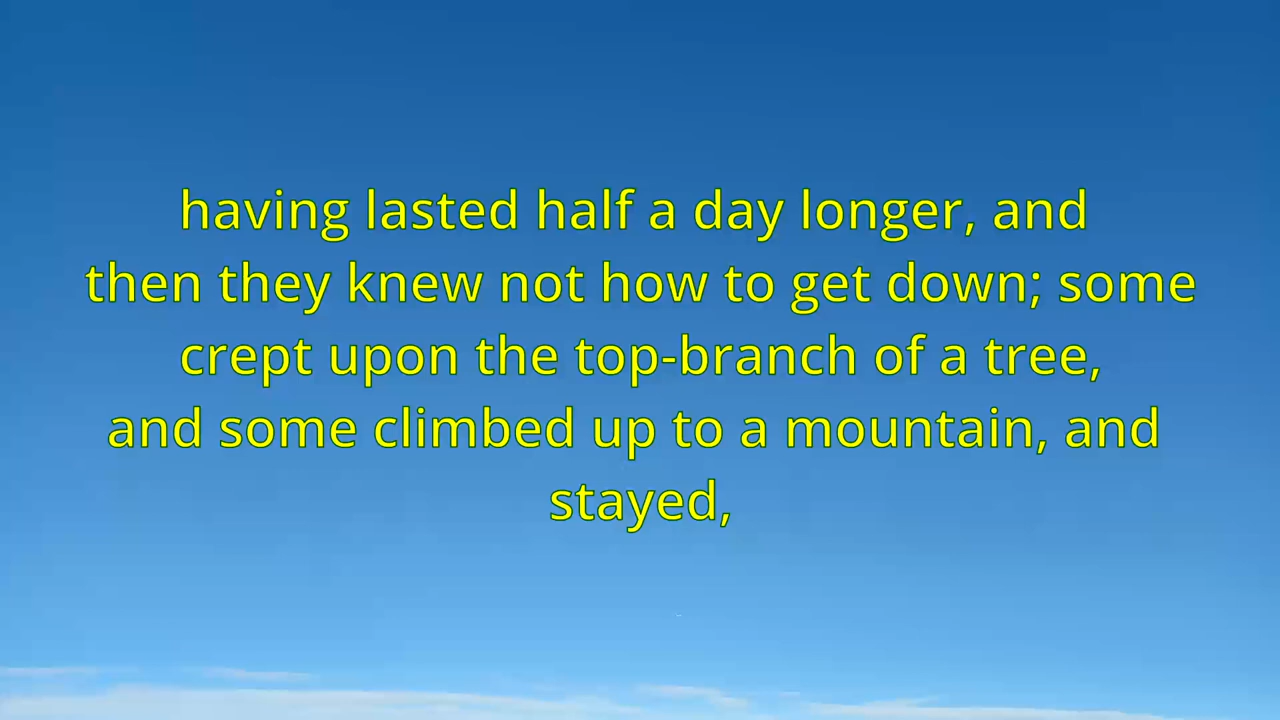 having lasted half a day longer, and
then they knew not how to get down; some
crept upon the top-branch of a tree,
and some climbed up to a mountain, and
stayed,